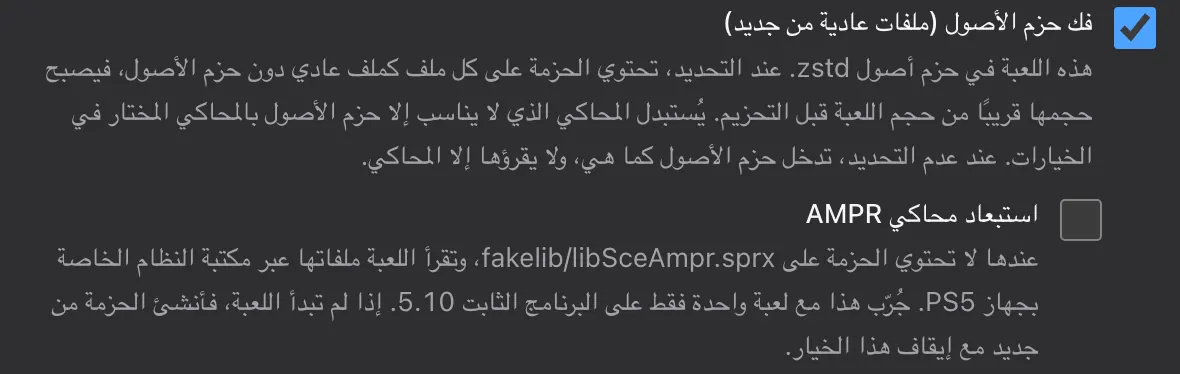 فك حزم الأصول (ملفات عادية من جديد)
هذه اللعبة في حزم أصول zstd. عند التحديد، تحتوي الحزمة على كل ملف كملف عادي دون حزم الأصول، فيصبح
حجمها قريبًا من حجم اللعبة قبل التحزيم. يُستبدل المحاكي الذي لا يناسب إلا حزم الأصول بالمحاكي المختار في
الخيارات. عند عدم التحديد، تدخل حزم الأصول كما هي، ولا يقرؤها إلا المحاكي.
استبعاد محاكي AMPR
عندها لا تحتوي الحزمة على fakelib/libSceAmpr.sprx، وتقرأ اللعبة ملفاتها عبر مكتبة النظام الخاصة
بجهاز PS5. جُرّب هذا مع لعبة واحدة فقط على البرنامج الثابت 5.10. إذا لم تبدأ اللعبة، فأنشئ الحزمة من
جديد مع إيقاف هذا الخيار.